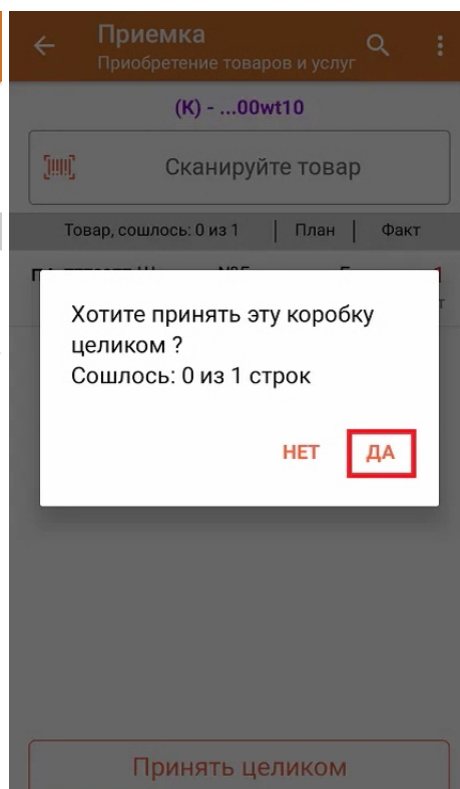 Приемка
Приобретение товаров и услуг
(К) - ...00wt10
Сканируйте товар
Товар, сошлось: 0 из 1 | План | Факт
Хотите принять эту коробку
целиком ?
Сошлось: 0 из 1 строк
НЕТ ДА
Принять целиком